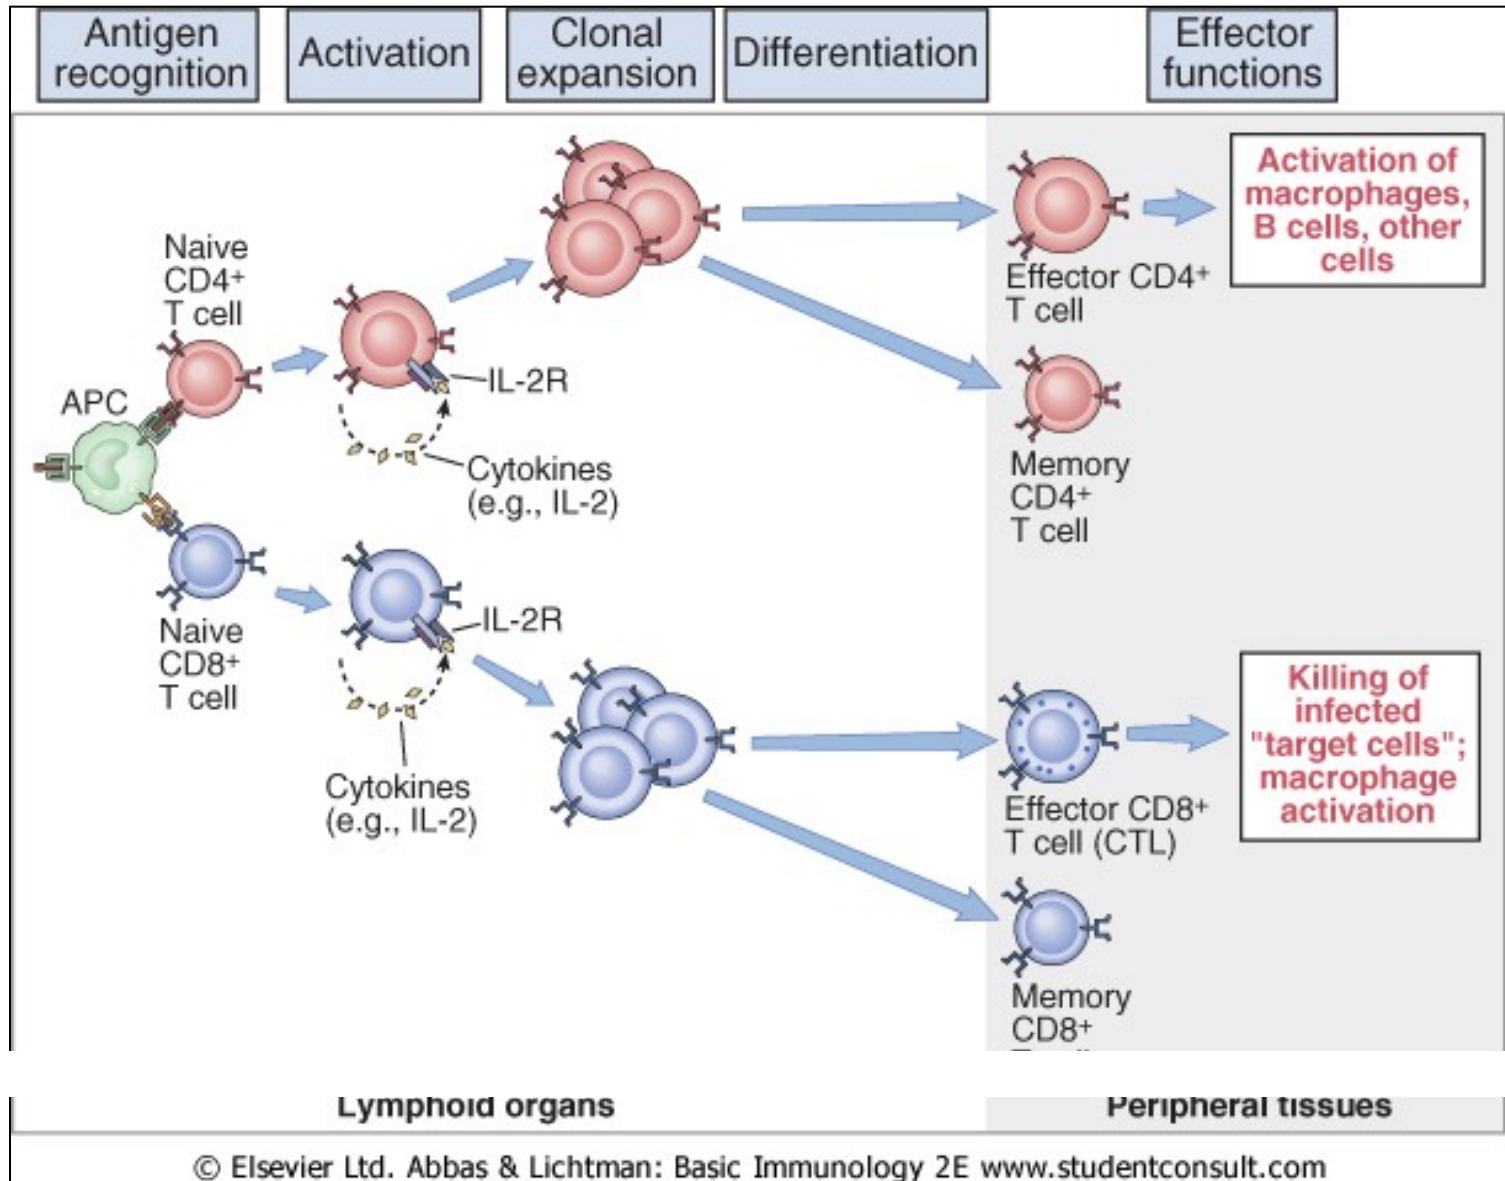 Antigen
recognition
Activation
Clonal
expansion
Differentiation
Effector
functions
Naive
CD4+
T cell
APC
IL-2R
Cytokines
(e.g., IL-2)
Effector CD4+
T cell
Activation of
macrophages,
B cells, other
cells
Memory
CD4+
T cell
Naive
CD8+
T cell
IL-2R
Cytokines
(e.g., IL-2)
Effector CD8+
T cell (CTL)
Killing of
infected
"target cells";
macrophage
activation
Memory
CD8+
Lymphoid organs
Peripheral tissues
© Elsevier Ltd. Abbas & Lichtman: Basic Immunology 2E www.studentconsult.com